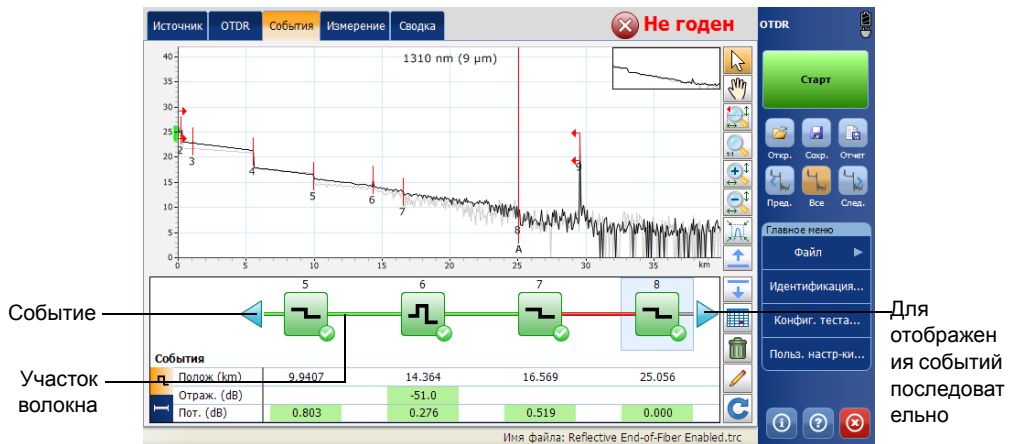 Источник OTDR События Измерение Сводка
Не годен
OTDR
1310 nm (9 µm)
40
35
30
25
20
15
10
5
0
0 5 10 15 20 25 30 35 km
2 3 4 5 6 7 8 9
A
1:1
Старт
Откр. Сохр. Отчет
Пред. Все След.
Главное меню
Файл
Идентификация...
Конфиг. теста...
Польз. настр-ки...
5 6 7 8
События
Полож (km) 9.9407 14.364 16.569 25.056
Отраж. (dB) -51.0
Пот. (dB) 0.803 0.276 0.519 0.000
Имя файла: Reflective End-of-Fiber Enabled.trc
Событие
Участок
волокна
Для
отображен
ия событий
последоват
ельно